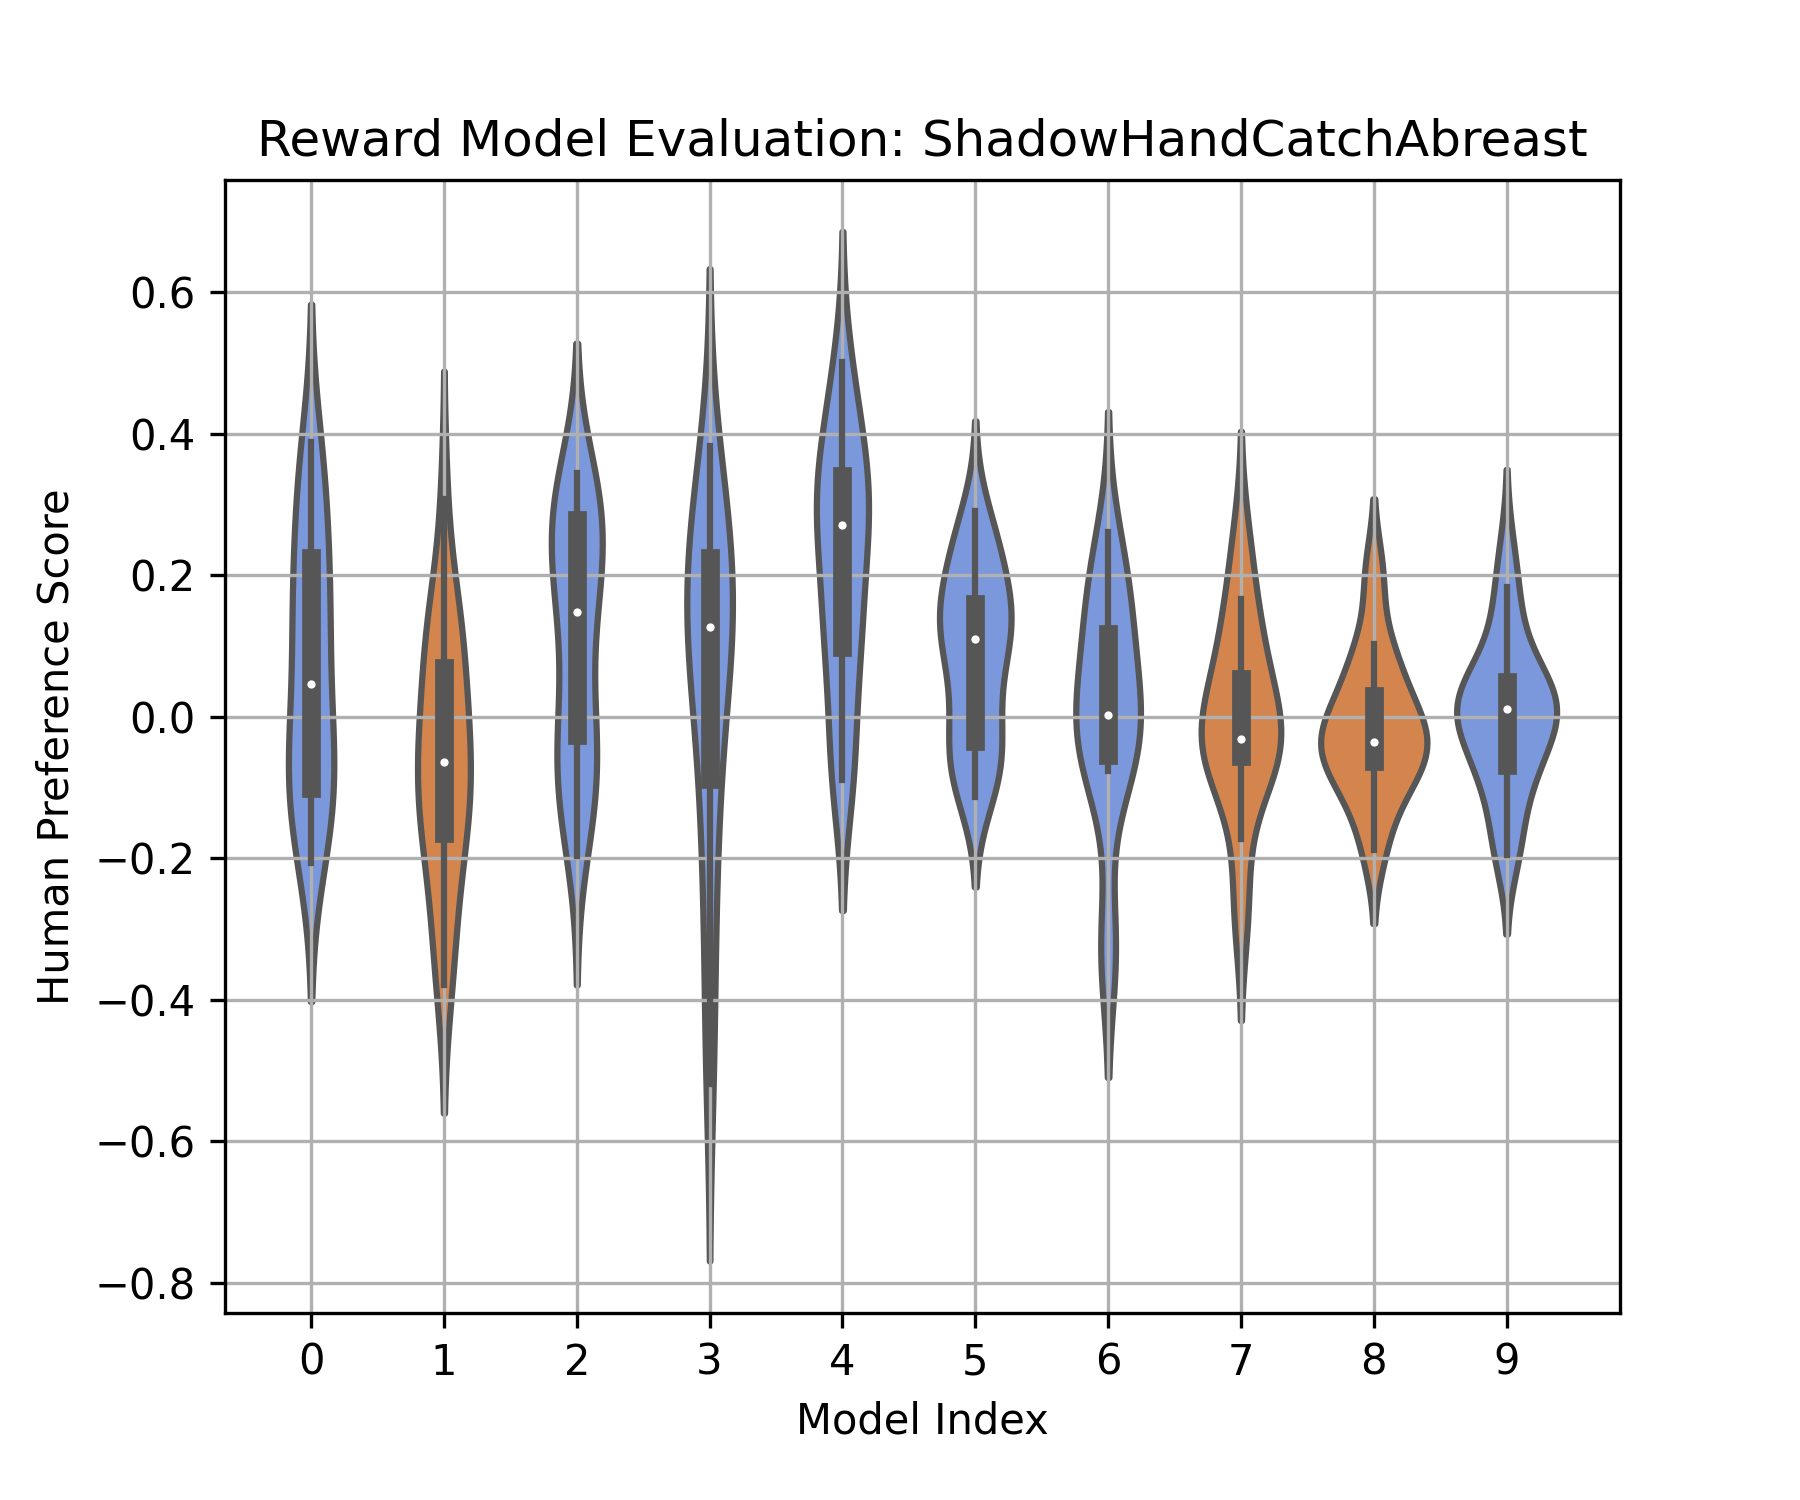 Reward Model Evaluation: ShadowHandCatchAbreast
Human Preference Score
0.6
0.4
0.2
0.0
−0.2
−0.4
−0.6
−0.8
0 1 2 3 4 5 6 7 8 9
Model Index